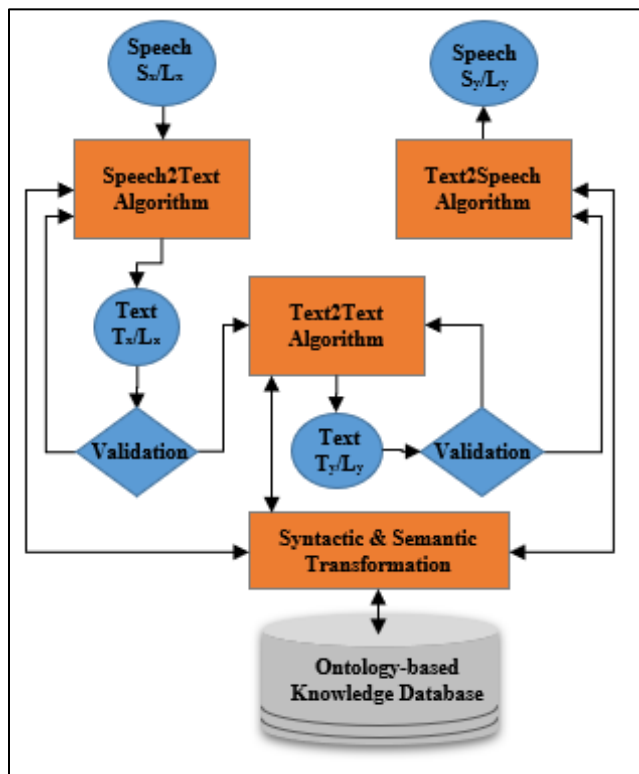 Speech
Sx/Lx
Speech
Sy/Ly
Speech2Text
Algorithm
Text2Speech
Algorithm
Text
Tx/Lx
Text2Text
Algorithm
Validation
Text
Ty/Ly
Validation
Syntactic & Semantic
Transformation
Ontology-based
Knowledge Database